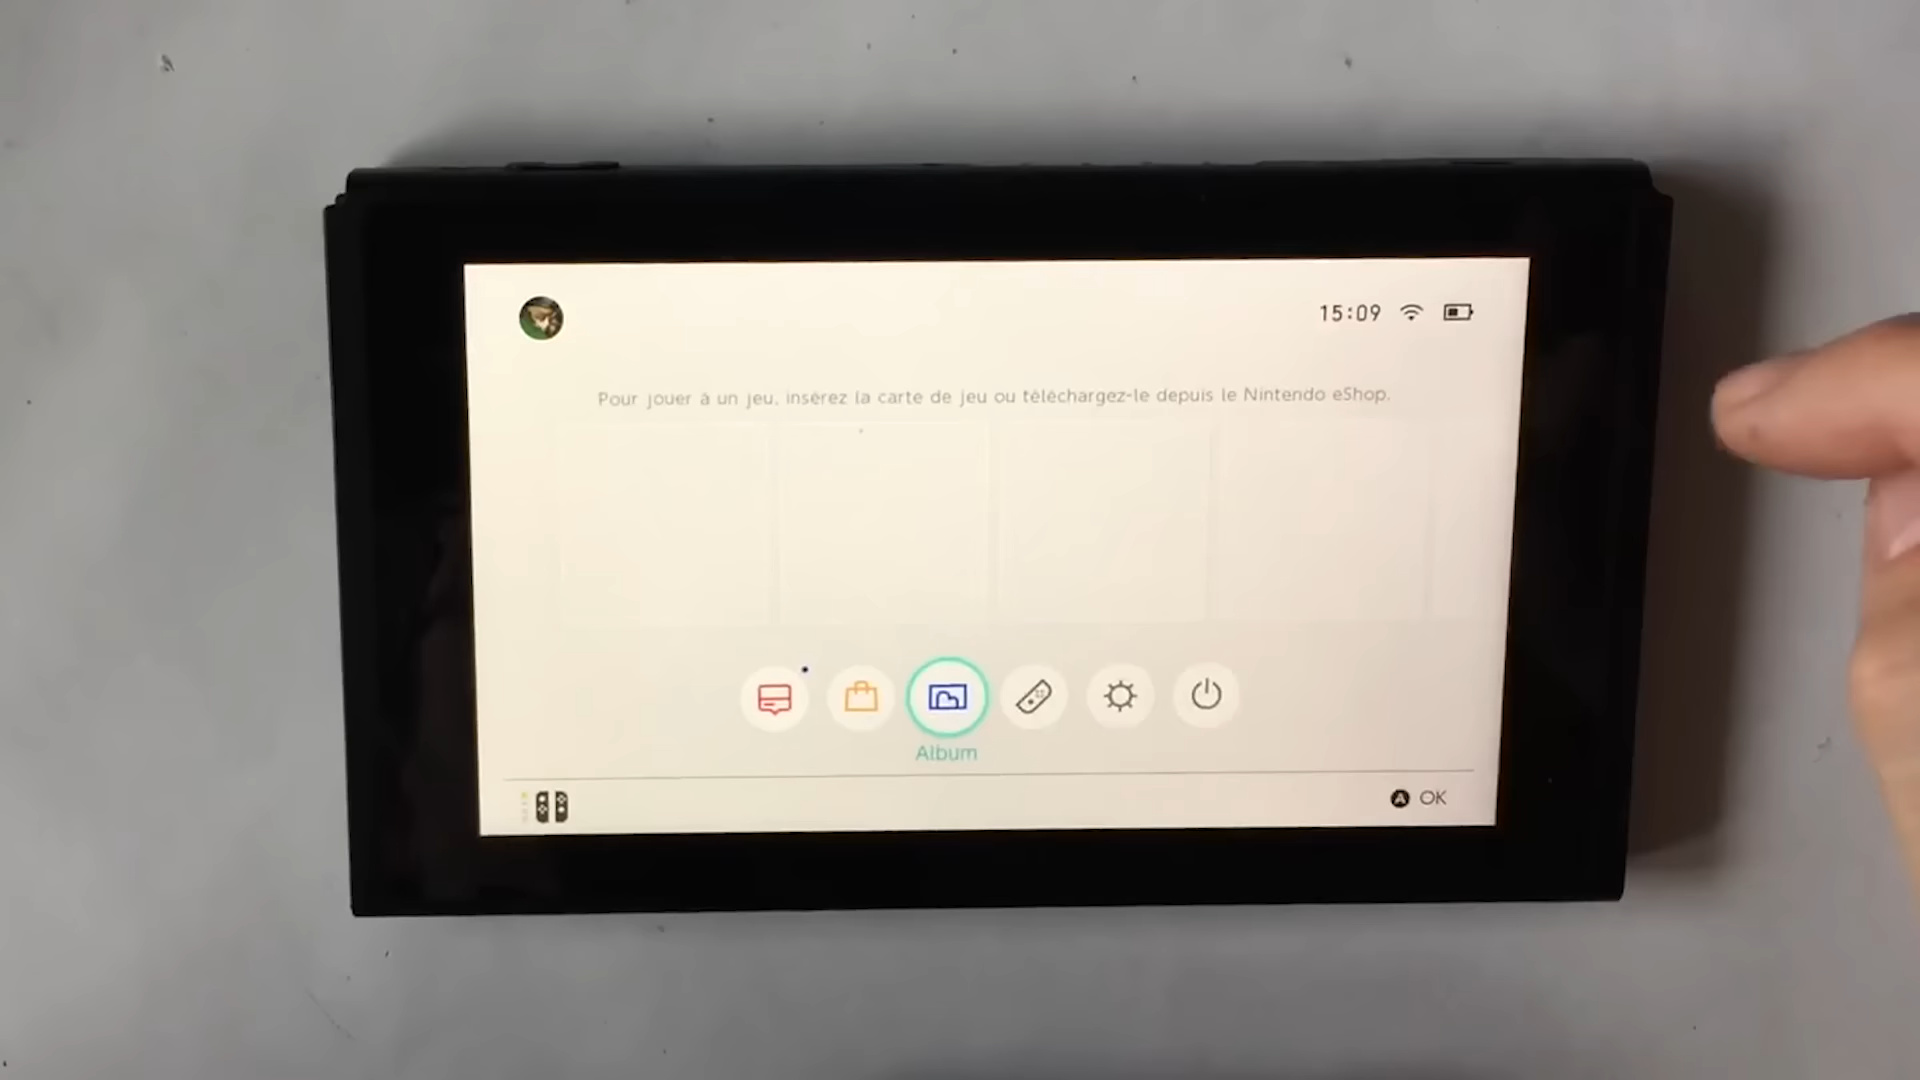 15:09
Pour jouer à un jeu, insérez la carte de jeu ou téléchargez-le depuis le Nintendo eShop.
Album
A OK